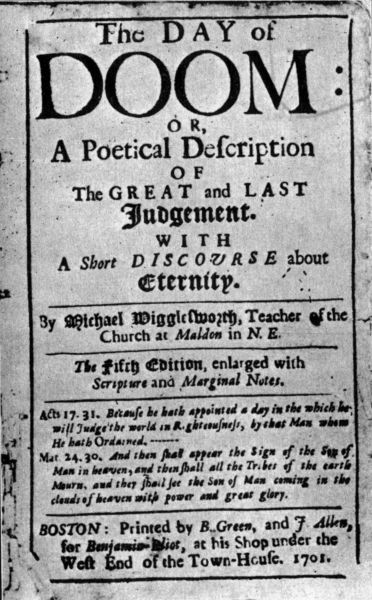 The DAY of
DOOM:
OR,
A Poetical Deſcription
OF
The GREAT and LAST
Judgement.
WITH
A Short DISCOURSE about
Eternity.
By Michael Wiggleſworth, Teacher of the
Church at Maldon in N. E.
The Fifth Edition, enlarged with
Scripture and Marginal Notes.
Acts 17. 31. Becauſe he hath appointed a day in the which he
will Judge the world in Righteouſneſs, by that Man whom
He hath Ordained. -------
Mat. 24. 30. And then ſhall appear the Sign of the Son of
Man in heaven, and then ſhall all the Tribes of the earth
Mourn, and they ſhall ſee the Son of Man coming in the
clouds of heaven with power and great glory.
BOSTON: Printed by B. Green, and J. Allen,
for Benjamin Eliot, at his Shop under the
Weſt End of the Town-Houſe. 1701.